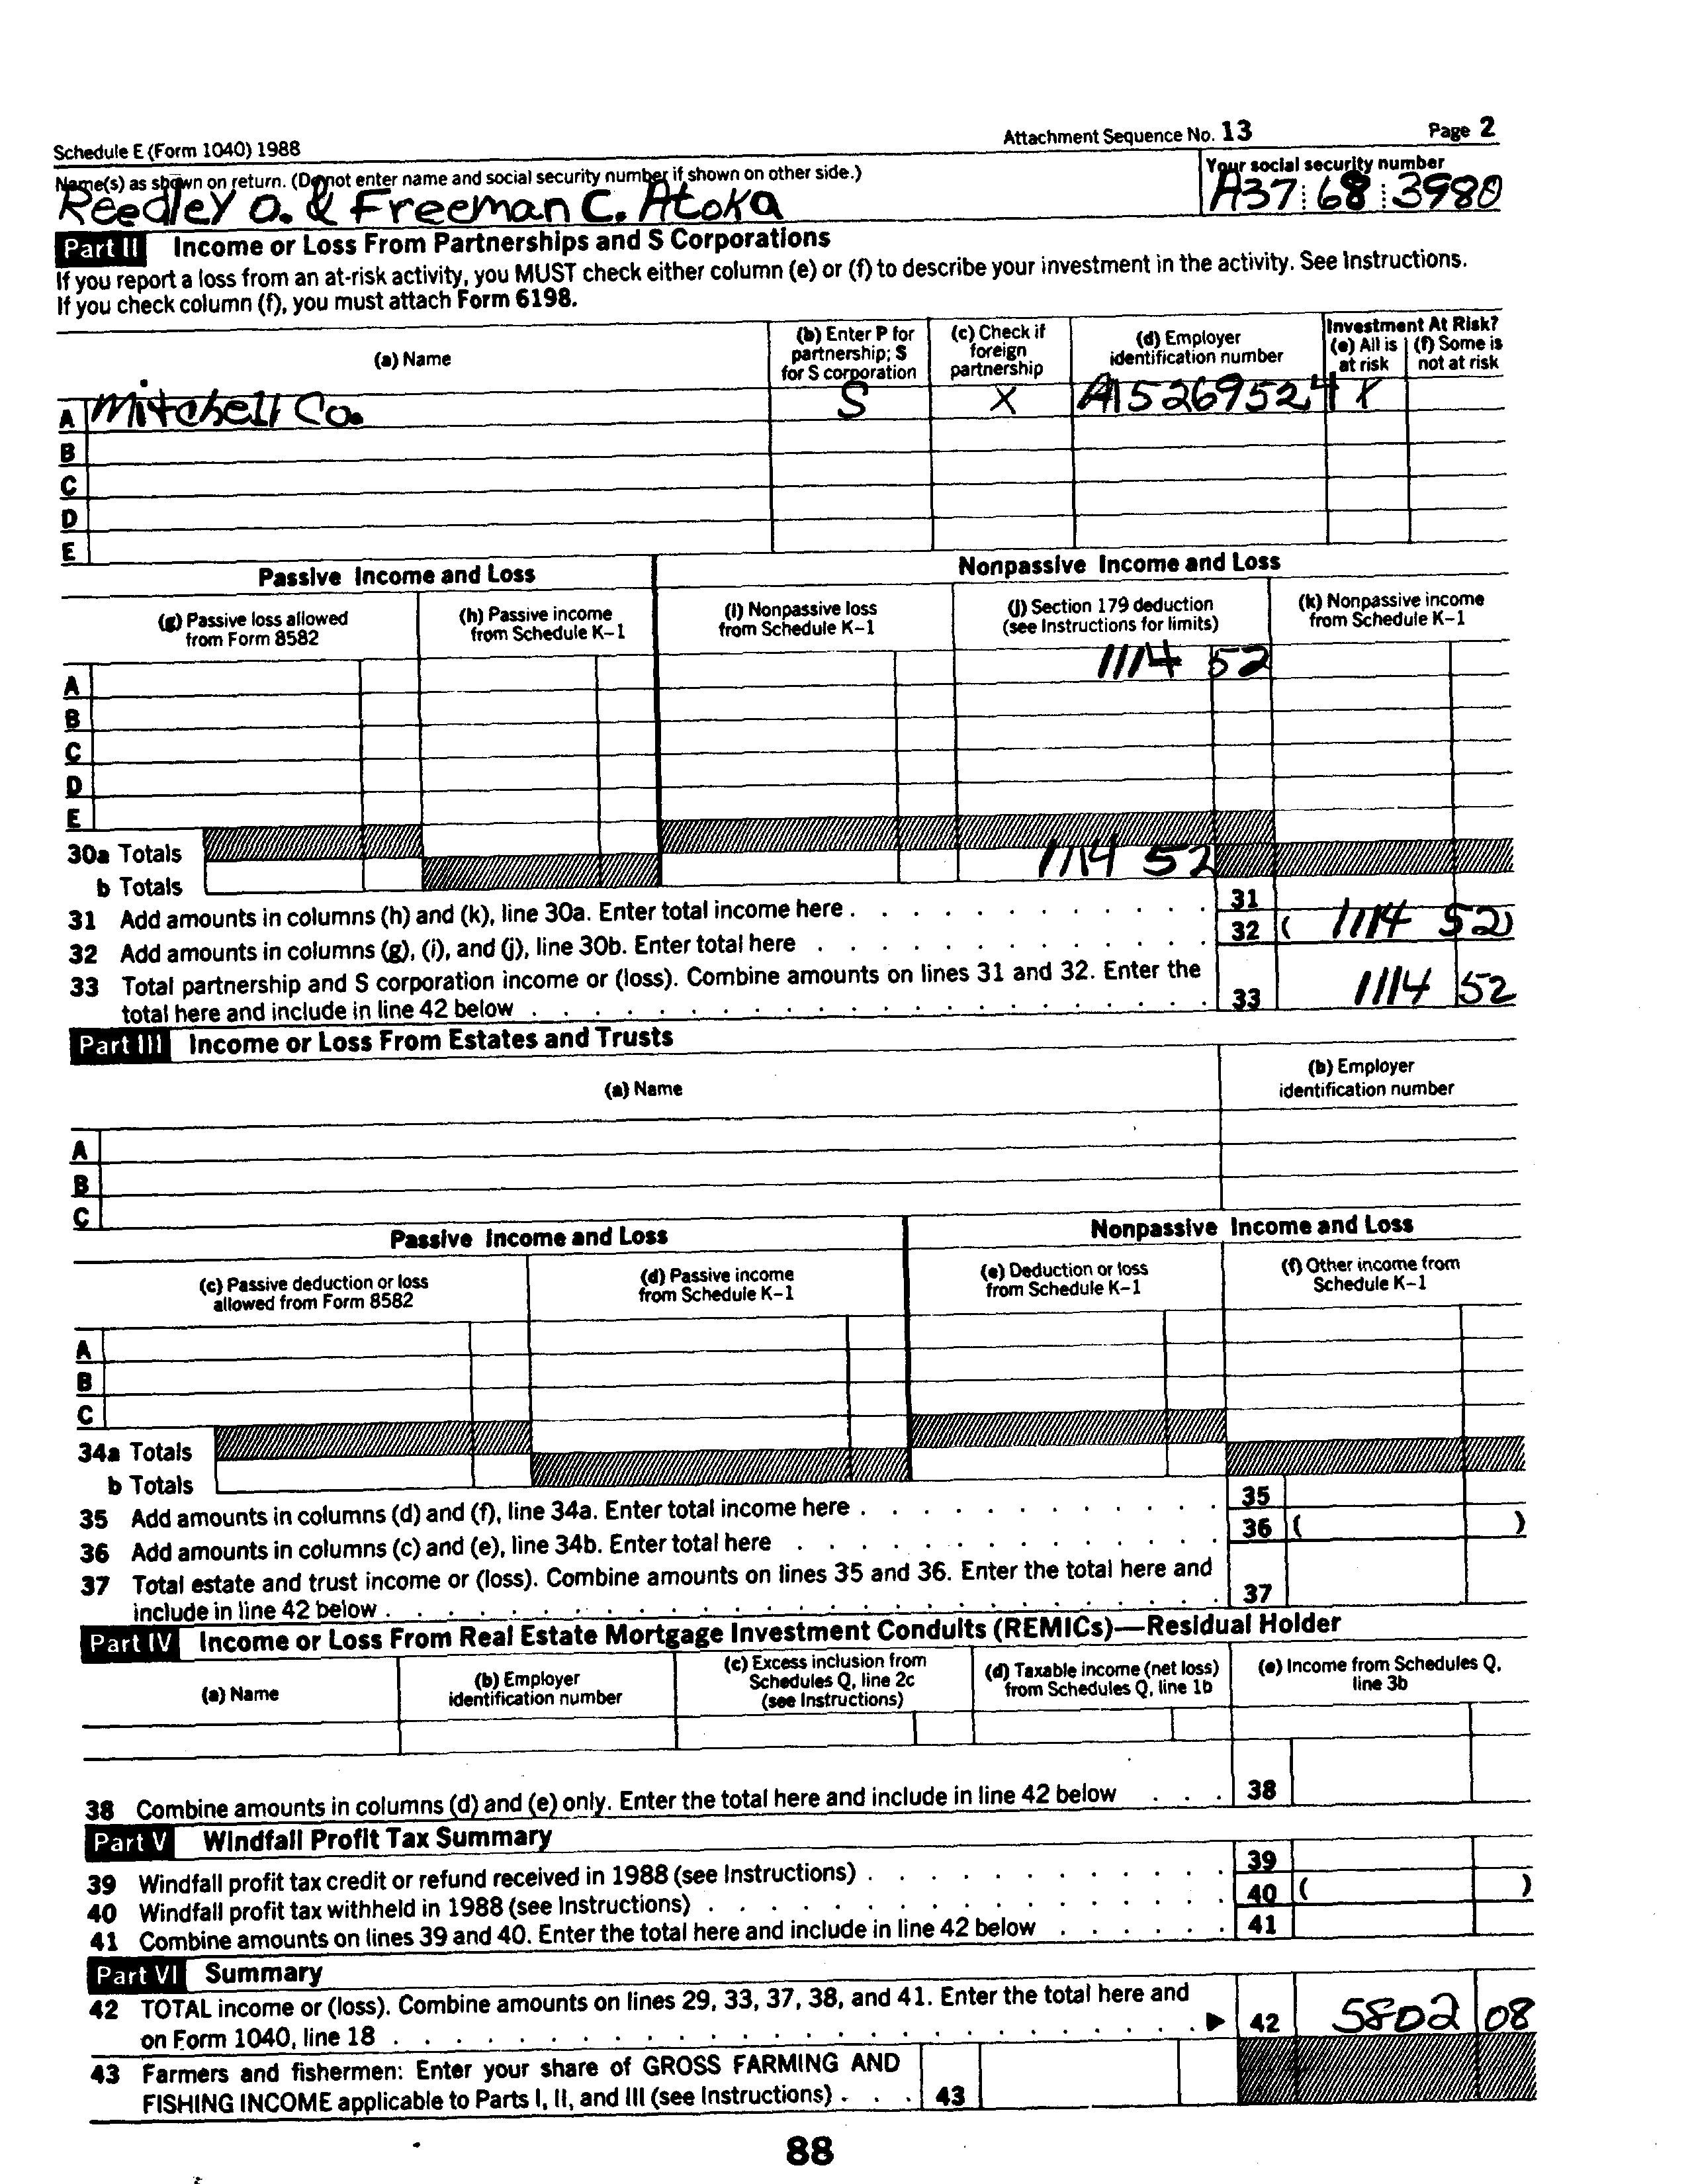 Schedule E (Form 1040) 1988 Attachment Sequence No. 13 Page 2
Name(s) as shown on return. (Do not enter name and social security number if shown on other side.) Your social security number
Reedley O. & Freeman C. Atoka A37 68 3980
Part II Income or Loss From Partnerships and S Corporations
If you report a loss from an at-risk activity, you MUST check either column (e) or (f) to describe your investment in the activity. See Instructions.
If you check column (f), you must attach Form 6198.
(a) Name
(b) Enter P for partnership; S for S corporation
(c) Check if foreign partnership
(d) Employer identification number
Investment At Risk?
(e) All is at risk
(f) Some is not at risk
A Mitchell Co. S X A15269524 X
B
C
D
E
Passive Income and Loss Nonpassive Income and Loss
(g) Passive loss allowed from Form 8582
(h) Passive income from Schedule K-1
(i) Nonpassive loss from Schedule K-1
(j) Section 179 deduction (see Instructions for limits)
(k) Nonpassive income from Schedule K-1
A 1114 52
B
C
D
E
30a Totals
b Totals 1114 52
31 Add amounts in columns (h) and (k), line 30a. Enter total income here . . . . . . . . . . . . 31
32 Add amounts in columns (g), (i), and (j), line 30b. Enter total here . . . . . . . . . . . . . 32 ( 1114 52)
33 Total partnership and S corporation income or (loss). Combine amounts on lines 31 and 32. Enter the
total here and include in line 42 below . . . . . . . . . . . . . . . . . . . . . . 33 1114 52
Part III Income or Loss From Estates and Trusts
(a) Name
(b) Employer identification number
A
B
C
Passive Income and Loss Nonpassive Income and Loss
(c) Passive deduction or loss allowed from Form 8582
(d) Passive income from Schedule K-1
(e) Deduction or loss from Schedule K-1
(f) Other income from Schedule K-1
A
B
C
34a Totals
b Totals
35 Add amounts in columns (d) and (f), line 34a. Enter total income here . . . . . . . . . . . . 35
36 Add amounts in columns (c) and (e), line 34b. Enter total here . . . . . . . . . . . . . . 36 ( )
37 Total estate and trust income or (loss). Combine amounts on lines 35 and 36. Enter the total here and
include in line 42 below . . . . . . . . . . . . . . . . . . . . . . . . . . . 37
Part IV Income or Loss From Real Estate Mortgage Investment Conduits (REMICs)—Residual Holder
(a) Name
(b) Employer identification number
(c) Excess inclusion from Schedules Q, line 2c (see Instructions)
(d) Taxable income (net loss) from Schedules Q, line 1b
(e) Income from Schedules Q, line 3b
38 Combine amounts in columns (d) and (e) only. Enter the total here and include in line 42 below . . . 38
Part V Windfall Profit Tax Summary
39 Windfall profit tax credit or refund received in 1988 (see Instructions) . . . . . . . . . . . . 39
40 Windfall profit tax withheld in 1988 (see Instructions) . . . . . . . . . . . . . . . . . 40 ( )
41 Combine amounts on lines 39 and 40. Enter the total here and include in line 42 below . . . . . . 41
Part VI Summary
42 TOTAL income or (loss). Combine amounts on lines 29, 33, 37, 38, and 41. Enter the total here and
on Form 1040, line 18 . . . . . . . . . . . . . . . . . . . . . . . . . . ▶ 42 5802 08
43 Farmers and fishermen: Enter your share of GROSS FARMING AND
FISHING INCOME applicable to Parts I, II, and III (see Instructions) . . . 43
88